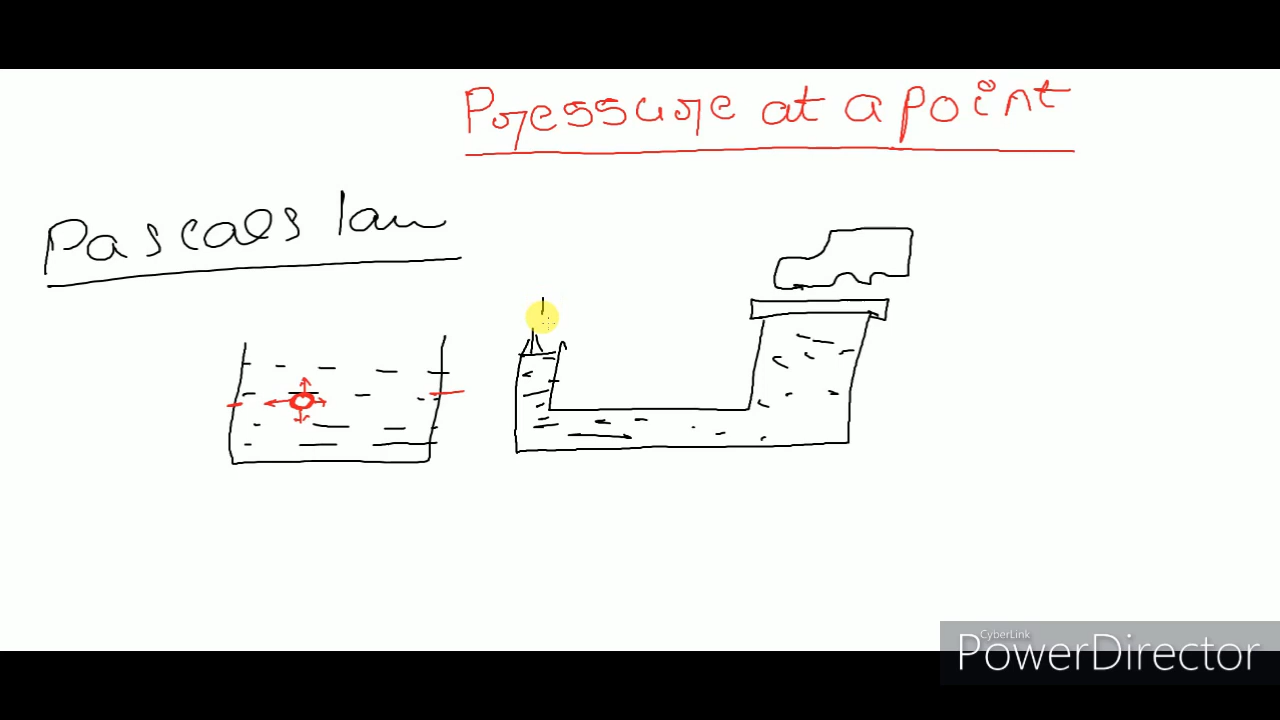 Pressure at a point
Pascals law
CyberLink
PowerDirector